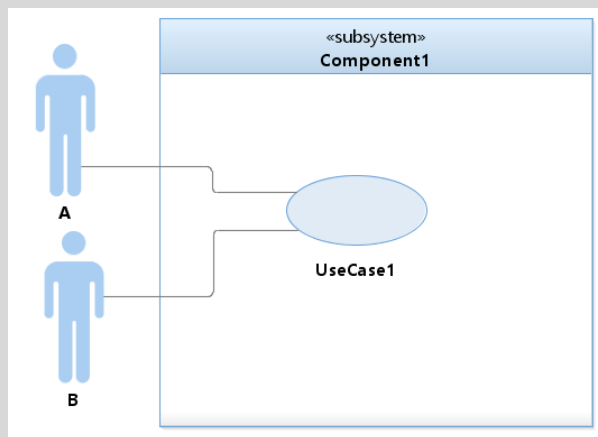 «subsystem»
Component1
A
UseCase1
B